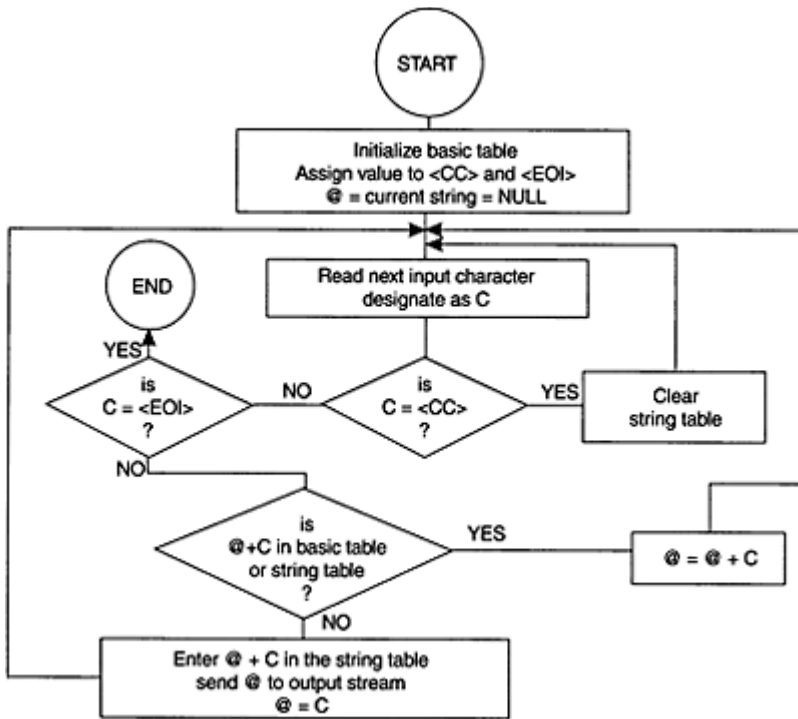 START
Initialize basic table
Assign value to <CC> and <EOI>
@ = current string = NULL
Read next input character
designate as C
END
YES
is
C = <EOI>
?
NO
is
C = <CC>
?
YES
Clear
string table
NO
is
@+C in basic table
or string table
?
YES
@ = @ + C
NO
Enter @ + C in the string table
send @ to output stream
@ = C